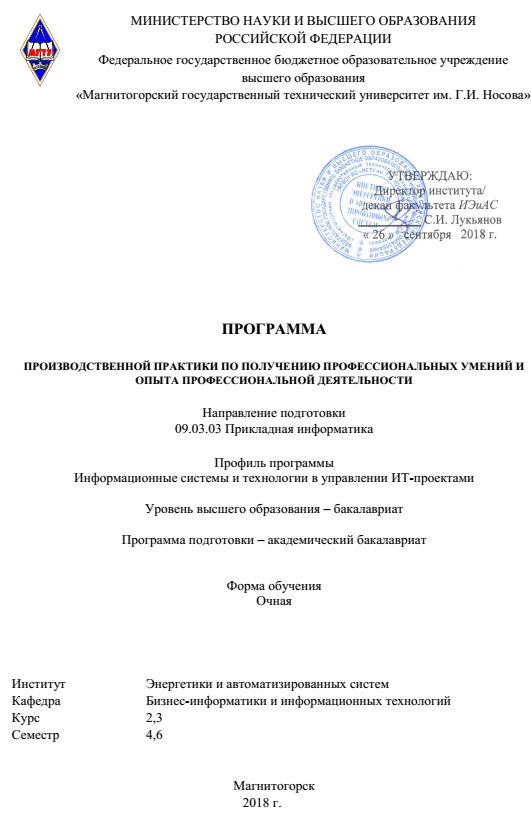 МГТУ
МИНИСТЕРСТВО НАУКИ И ВЫСШЕГО ОБРАЗОВАНИЯ
РОССИЙСКОЙ ФЕДЕРАЦИИ
Федеральное государственное бюджетное образовательное учреждение
высшего образования
«Магнитогорский государственный технический университет им. Г.И. Носова»
УТВЕРЖДАЮ:
Директор института/
декан факультета ИЭиАС
С.И. Лукьянов
« 26 » сентября 2018 г.
ПРОГРАММА
ПРОИЗВОДСТВЕННОЙ ПРАКТИКИ ПО ПОЛУЧЕНИЮ ПРОФЕССИОНАЛЬНЫХ УМЕНИЙ И
ОПЫТА ПРОФЕССИОНАЛЬНОЙ ДЕЯТЕЛЬНОСТИ
Направление подготовки
09.03.03 Прикладная информатика
Профиль программы
Информационные системы и технологии в управлении ИТ-проектами
Уровень высшего образования – бакалавриат
Программа подготовки – академический бакалавриат
Форма обучения
Очная
Институт Энергетики и автоматизированных систем
Кафедра Бизнес-информатики и информационных технологий
Курс 2,3
Семестр 4,6
Магнитогорск
2018 г.